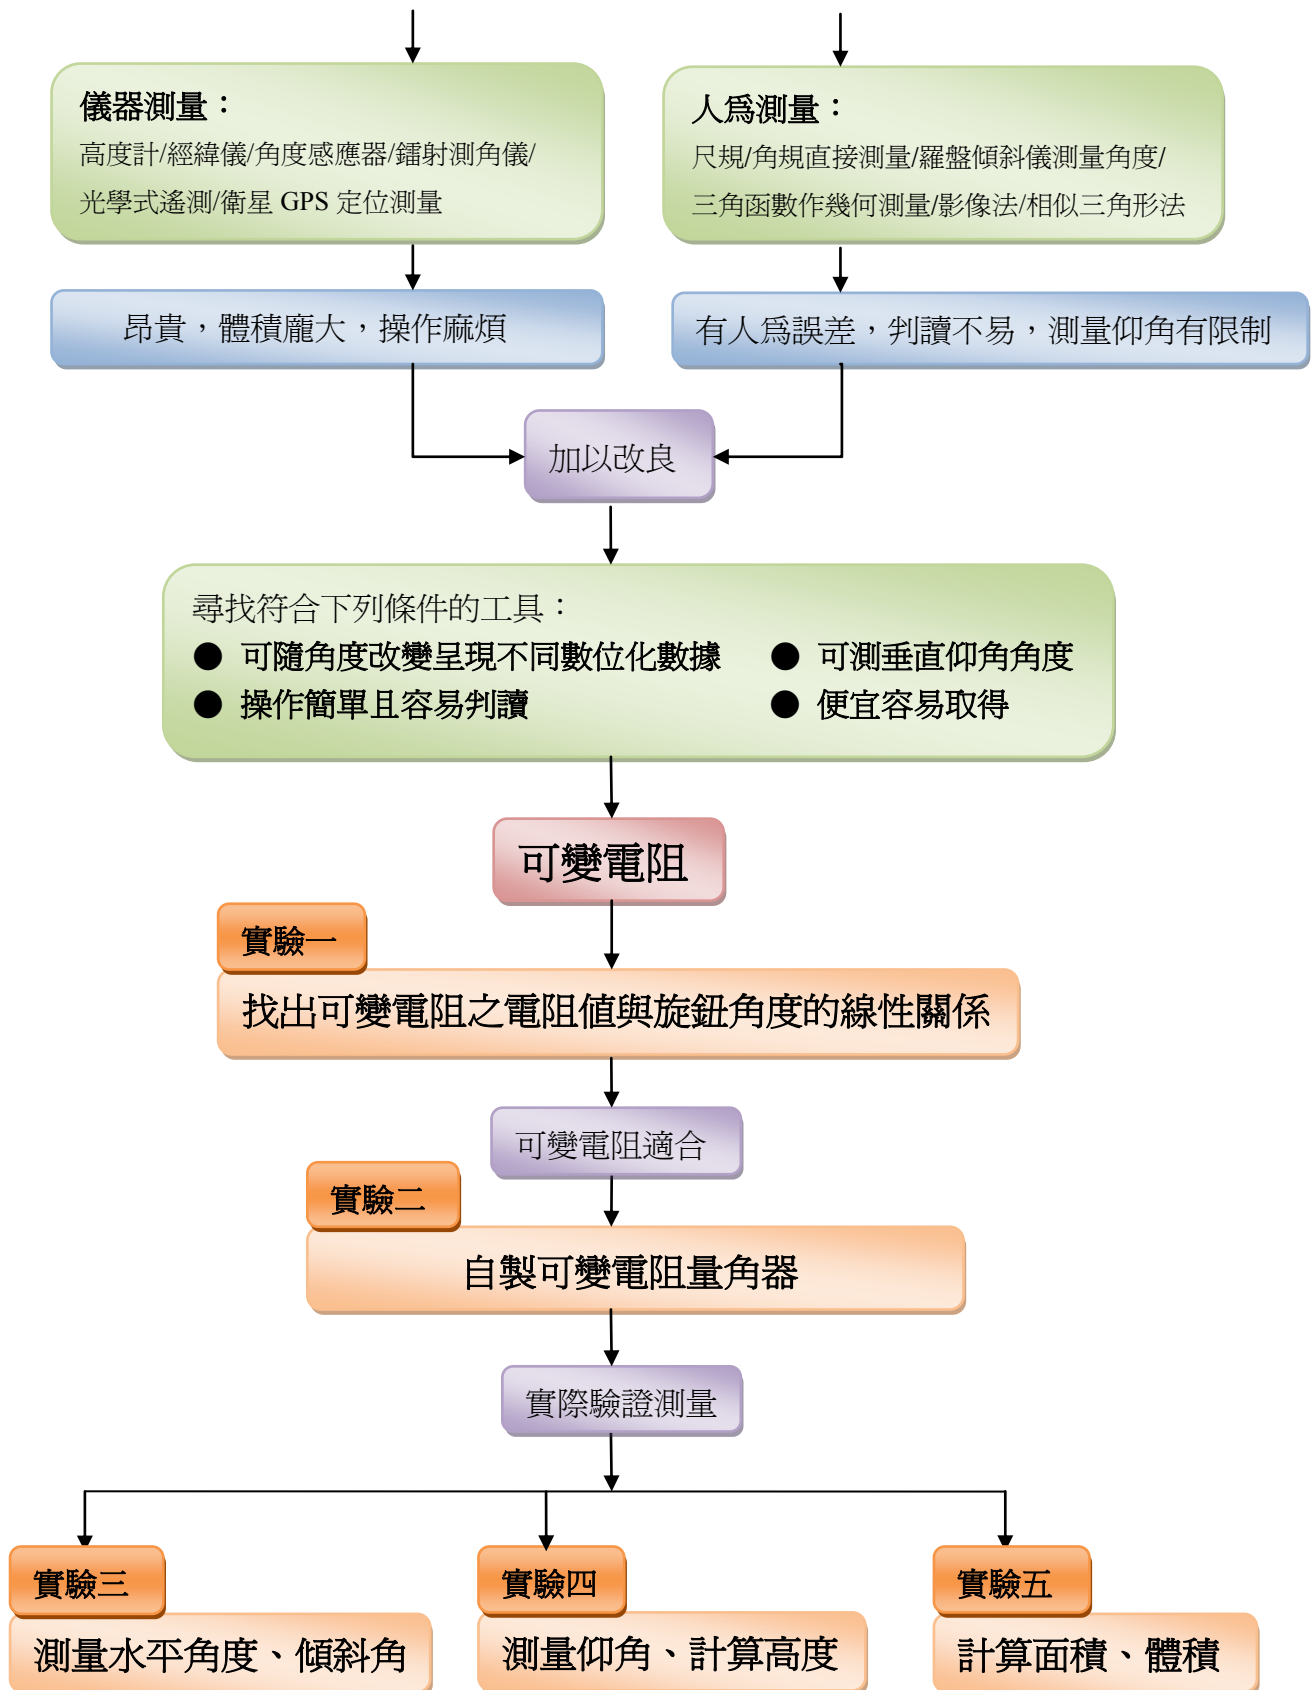 儀器測量：
高度計/經緯儀/角度感應器/鐳射測角儀/
光學式遙測/衛星 GPS 定位測量
人為測量：
尺規/角規直接測量/羅盤傾斜儀測量角度/
三角函數作幾何測量/影像法/相似三角形法
昂貴，體積龐大，操作麻煩
有人為誤差，判讀不易，測量仰角有限制
加以改良
尋找符合下列條件的工具：
● 可隨角度改變呈現不同數位化數據 ● 可測垂直仰角角度
● 操作簡單且容易判讀 ● 便宜容易取得
可變電阻
實驗一
找出可變電阻之電阻值與旋鈕角度的線性關係
可變電阻適合
實驗二
自製可變電阻量角器
實際驗證測量
實驗三
測量水平角度、傾斜角
實驗四
測量仰角、計算高度
實驗五
計算面積、體積